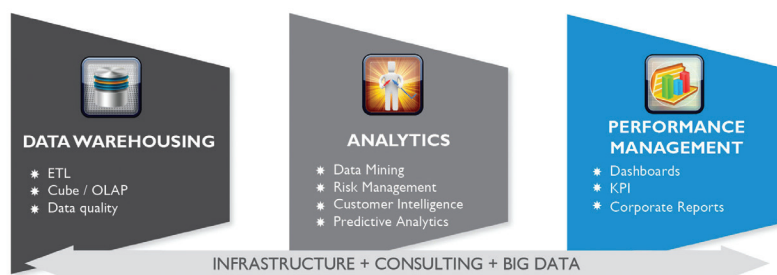 DATA WAREHOUSING
ETL
Cube / OLAP
Data quality
ANALYTICS
Data Mining
Risk Management
Customer Intelligence
Predictive Analytics
PERFORMANCE
MANAGEMENT
Dashboards
KPI
Corporate Reports
INFRASTRUCTURE + CONSULTING + BIG DATA